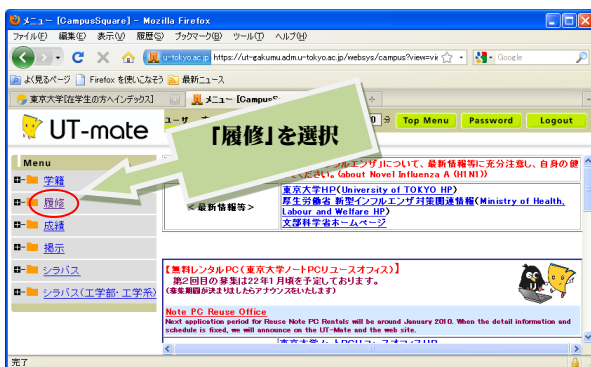 メニュー [CampusSquare] - Mozilla Firefox
ファイル(F) 編集(E) 表示(V) 履歴(S) ブックマーク(B) ツール(T) ヘルプ(H)
u-tokyo.ac.jp https://ut-gakumu.adm.u-tokyo.ac.jp/websys/campus?view=vie Google
よく見るページ Firefox を使いこなそう 最新ニュース
東京大学[在学生の方へインデックス] メニュー [Campus
UT-mate
Top Menu Password Logout
「履修」を選択
Menu
学籍
履修
成績
掲示
シラバス
シラバス(工学部・工学系)
フルエンザ」について、最新情報等に充分注意し、自身の健
ください。(about Novel Influenza A (H1N1))
<最新情報等>
東京大学HP(University of TOKYO HP)
厚生労働省 新型インフルエンザ対策関連情報(Ministry of Health,
Labour and Welfare HP)
文部科学省ホームページ
【無料レンタルPC(東京大学ノートPCリユースオフィス)】
第2回目の募集は22年1月頃を予定しております。
(募集期間が決まりましたらアナウンスをいたします)
Note PC Reuse Office
Next application period for Reuse Note PC Rentals will be around January 2010. When the detail information and
schedule is fixed, we will announce on the UT-Mate and the web site.
完了